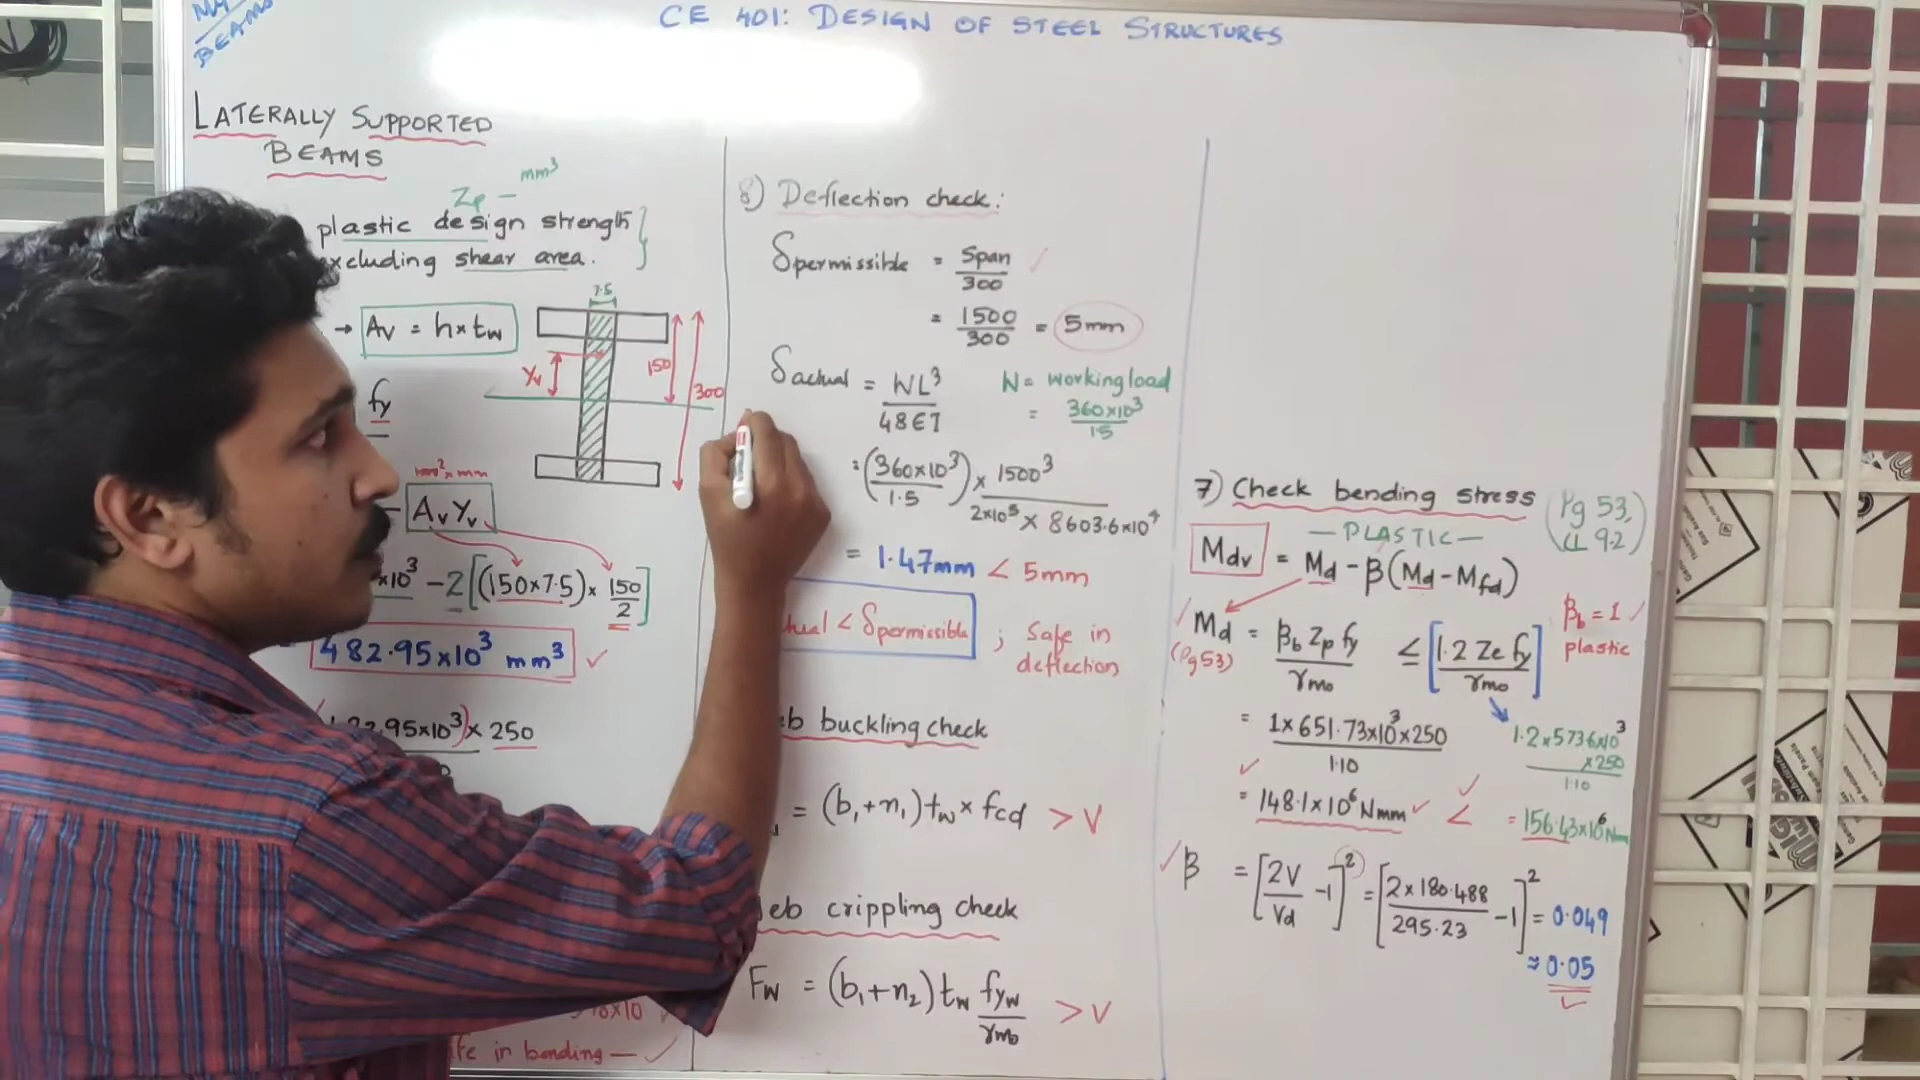 CE 401: DESIGN OF STEEL STRUCTURES
BEAMS
LATERALLY SUPPORTED
BEAMS
Zp – mm³
plastic design strength
excluding shear area.
→ Av = h × tw
7.5
Yv
150
300
fy
mm² × mm
– Av Yv
×10³ – 2 [(150×7.5) × 150/2]
482.95×10³ mm³ ✓
.95×10³) × 250
in bending — ✓
8) Deflection check:
δpermissible = Span/300 ✓
= 1500/300 = 5mm
δactual = WL³/48EI
W = working load
= 360×10³/1.5
= (360×10³/1.5) × 1500³/2×10⁵ × 8603.6×10⁴
= 1.47mm < 5mm
< δpermissible ; Safe in
deflection
buckling check
= (b₁+n₁) tw × fcd > V
crippling check
Fw = (b₁+n₂) tw fyw/γmo > V
7) Check bending stress
(Pg 53, CL 9.2)
— PLASTIC —
Mdv = Md – β(Md – Mfd)
✓ Md = βb Zp fy/γmo ≤ [1.2 Ze fy/γmo]
(Pg 53)
βb = 1 ✓
plastic
= 1×651.73×10³×250/1.10
1.2×573.6×10³×250/1.10
✓ = 148.1×10⁶ Nmm ✓ < = 156.43×10⁶ Nmm
✓ β = [2V/Vd – 1]² = [2×180.488/295.23 – 1]² = 0.049
≈ 0.05
✓